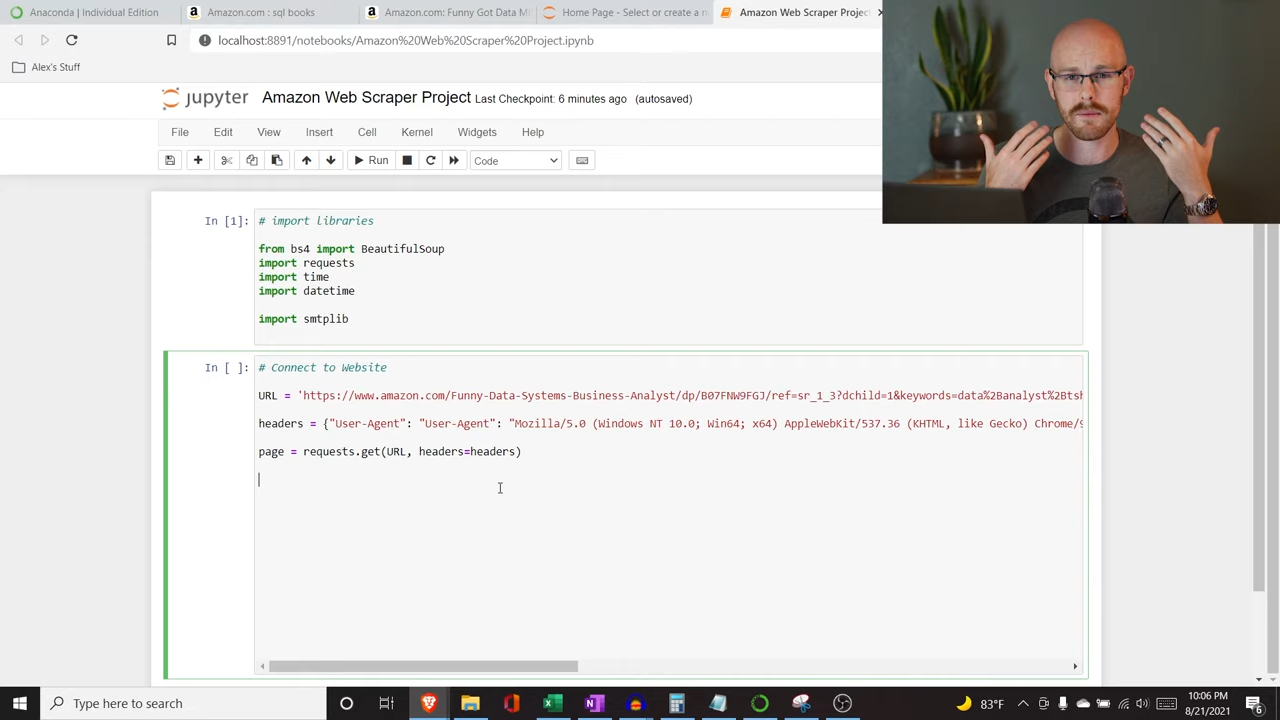 Anaconda | Individual Edition
Amazon.com : sql books
Amazon.com: Funny Got Data MI
Home Page - Select or create a n
Amazon Web Scraper Proje
localhost:8891/notebooks/Amazon%20Web%20Scraper%20Project.ipynb
Alex's Stuff
jupyter Amazon Web Scraper Project Last Checkpoint: 6 minutes ago (autosaved)
File Edit View Insert Cell Kernel Widgets Help
Run Code
In [1]: # import libraries
from bs4 import BeautifulSoup
import requests
import time
import datetime
import smtplib
In [ ]: # Connect to Website
URL = 'https://www.amazon.com/Funny-Data-Systems-Business-Analyst/dp/B07FNW9FGJ/ref=sr_1_3?dchild=1&keywords=data%2Banalyst%2Btsh
headers = {"User-Agent": "User-Agent": "Mozilla/5.0 (Windows NT 10.0; Win64; x64) AppleWebKit/537.36 (KHTML, like Gecko) Chrome/9
page = requests.get(URL, headers=headers)
Type here to search
83°F
10:06 PM
8/21/2021
6